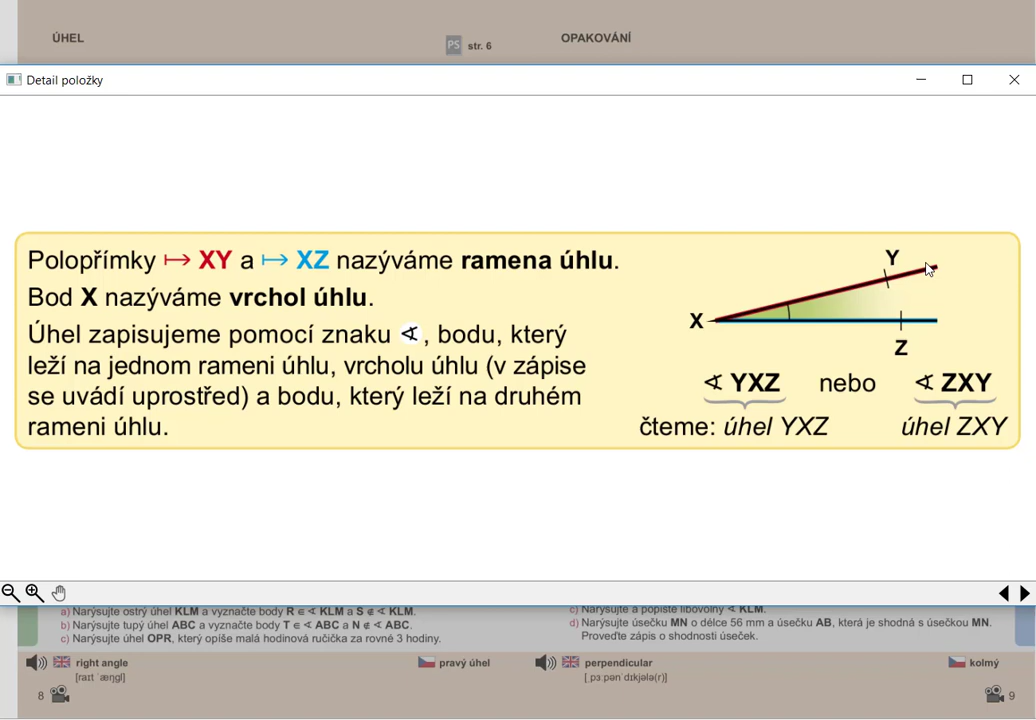 ÚHEL
PS str. 6
OPAKOVÁNÍ
Detail položky
Polopřímky ↦ XY a ↦ XZ nazýváme ramena úhlu.
Bod X nazýváme vrchol úhlu.
Úhel zapisujeme pomocí znaku ∢, bodu, který
leží na jednom rameni úhlu, vrcholu úhlu (v zápise
se uvádí uprostřed) a bodu, který leží na druhém
rameni úhlu.
Y
X
Z
∢ YXZ nebo ∢ ZXY
čteme: úhel YXZ úhel ZXY
a) Narýsujte ostrý úhel KLM a vyznačte body R ∈ ∢ KLM a S ∉ ∢ KLM.
b) Narýsujte tupý úhel ABC a vyznačte body T ∈ ∢ ABC a N ∉ ∢ ABC.
c) Narýsujte úhel OPR, který opíše malá hodinová ručička za rovné 3 hodiny.
c) Narýsujte a popište libovolný ∢ KLM.
d) Narýsujte úsečku MN o délce 56 mm a úsečku AB, která je shodná s úsečkou MN.
Proveďte zápis o shodnosti úseček.
right angle
[raɪt ˈæŋgl]
pravý úhel
perpendicular
[ˌpɜːpənˈdɪkjələ(r)]
kolmý
8
9